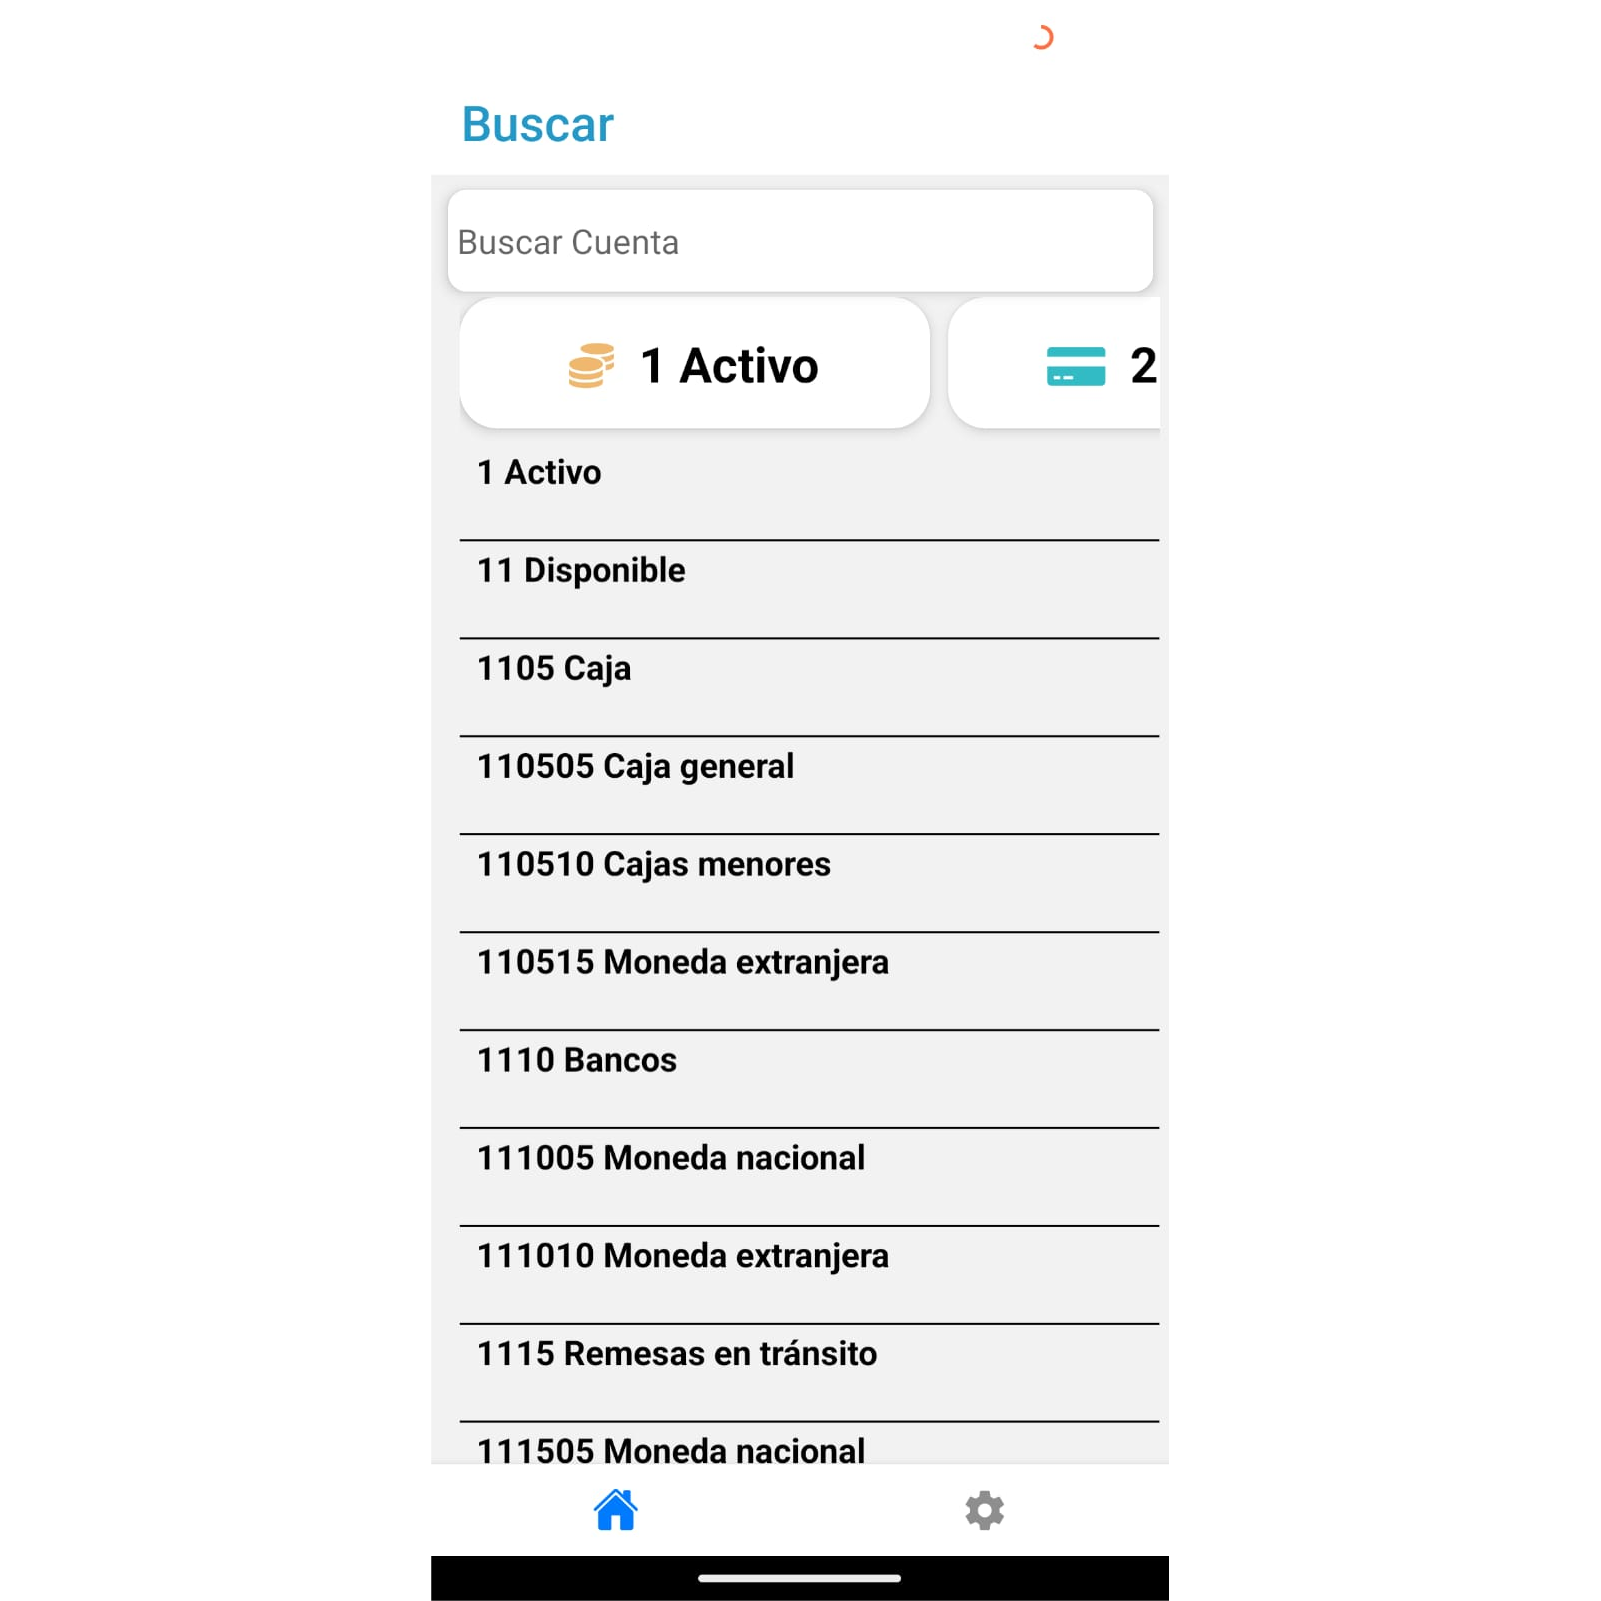 Buscar
Buscar Cuenta
1 Activo
2
1 Activo
11 Disponible
1105 Caja
110505 Caja general
110510 Cajas menores
110515 Moneda extranjera
1110 Bancos
111005 Moneda nacional
111010 Moneda extranjera
1115 Remesas en tránsito
111505 Moneda nacional